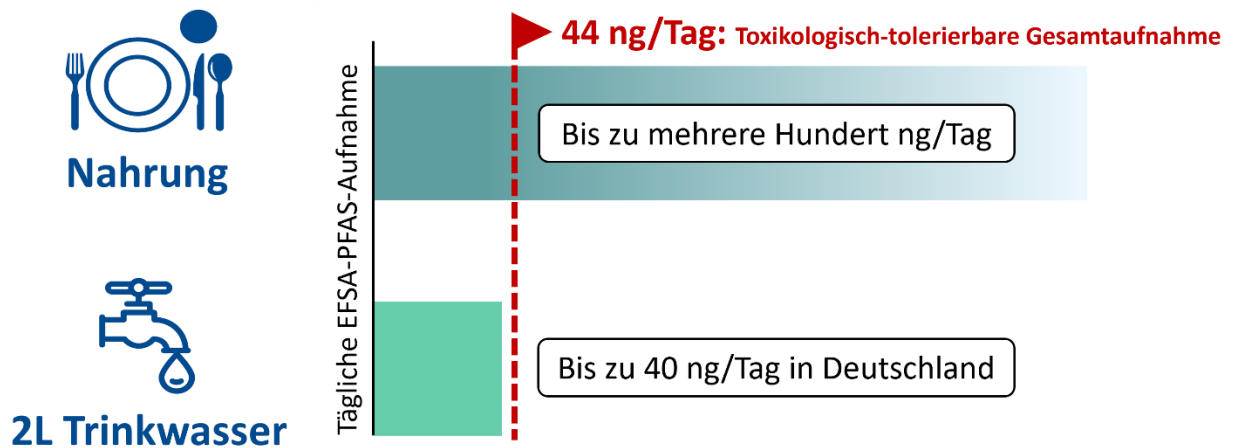 44 ng/Tag: Toxikologisch-tolerierbare Gesamtaufnahme
Nahrung
Tägliche EFSA-PFAS-Aufnahme
Bis zu mehrere Hundert ng/Tag
2L Trinkwasser
Bis zu 40 ng/Tag in Deutschland